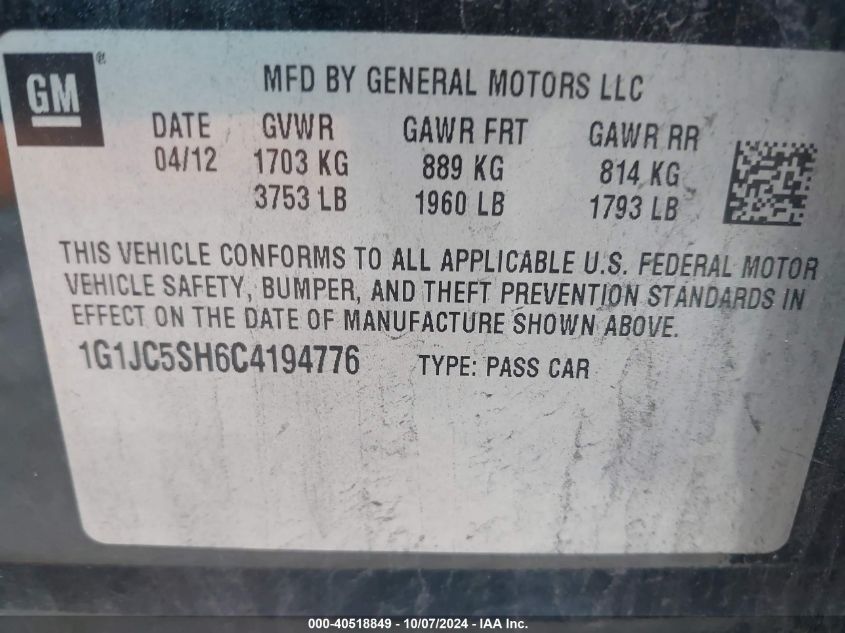 GM®
MFD BY GENERAL MOTORS LLC
DATE GVWR GAWR FRT GAWR RR
04/12 1703 KG 889 KG 814 KG
3753 LB 1960 LB 1793 LB
THIS VEHICLE CONFORMS TO ALL APPLICABLE U.S. FEDERAL MOTOR
VEHICLE SAFETY, BUMPER, AND THEFT PREVENTION STANDARDS IN
EFFECT ON THE DATE OF MANUFACTURE SHOWN ABOVE.
1G1JC5SH6C4194776 TYPE: PASS CAR
000-40518849 - 10/07/2024 - IAA Inc.